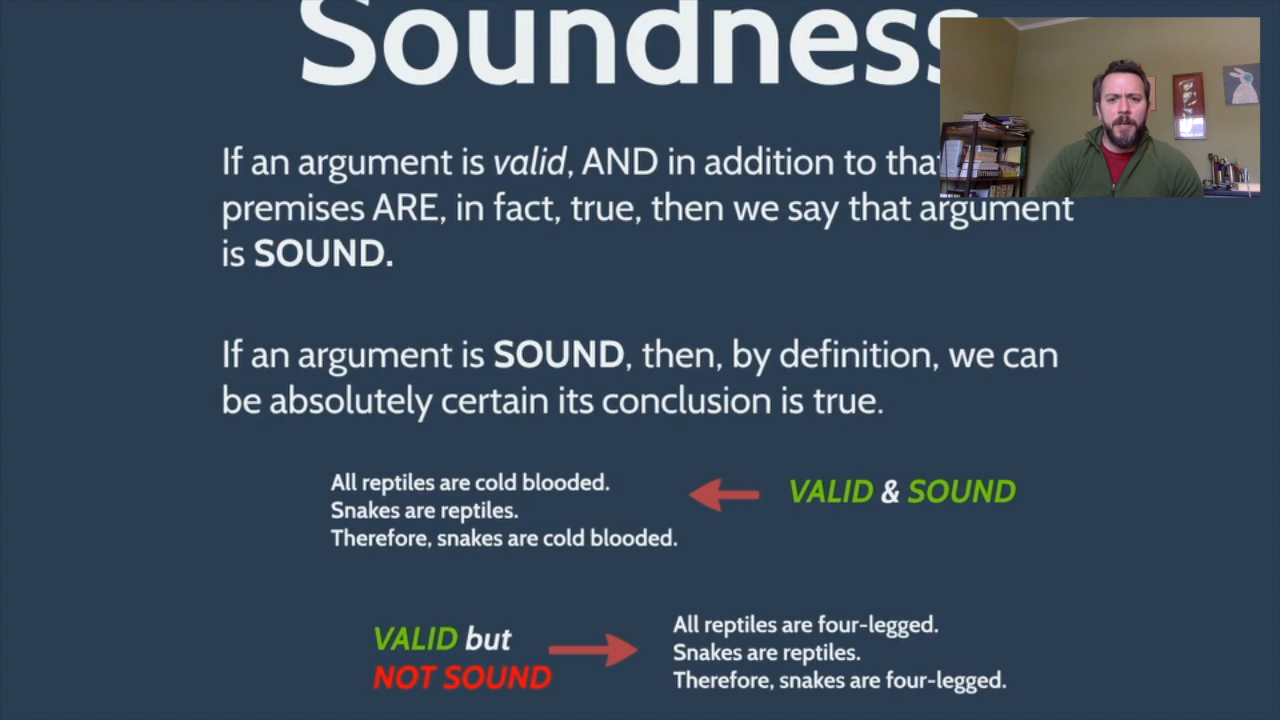 Soundness
If an argument is valid, AND in addition to that
premises ARE, in fact, true, then we say that argument
is SOUND.
If an argument is SOUND, then, by definition, we can
be absolutely certain its conclusion is true.
All reptiles are cold blooded.
Snakes are reptiles.
Therefore, snakes are cold blooded.
VALID & SOUND
VALID but
NOT SOUND
All reptiles are four-legged.
Snakes are reptiles.
Therefore, snakes are four-legged.